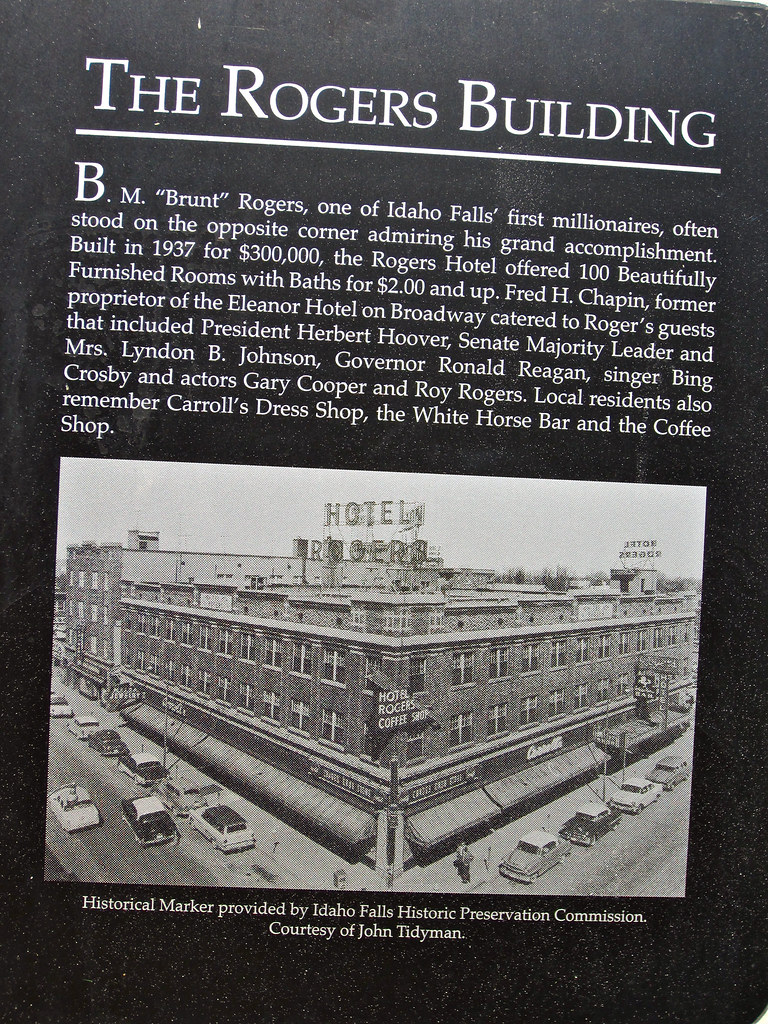 THE ROGERS BUILDING
B. M. “Brunt” Rogers, one of Idaho Falls’ first millionaires, often
stood on the opposite corner admiring his grand accomplishment.
Built in 1937 for $300,000, the Rogers Hotel offered 100 Beautifully
Furnished Rooms with Baths for $2.00 and up. Fred H. Chapin, former
proprietor of the Eleanor Hotel on Broadway catered to Roger’s guests
that included President Herbert Hoover, Senate Majority Leader and
Mrs. Lyndon B. Johnson, Governor Ronald Reagan, singer Bing
Crosby and actors Gary Cooper and Roy Rogers. Local residents also
remember Carroll’s Dress Shop, the White Horse Bar and the Coffee
Shop.
HOTEL
ROGERS
HOTEL
ROGERS
HOTEL
ROGERS
COFFEE SHOP
Carroll's
Historical Marker provided by Idaho Falls Historic Preservation Commission.
Courtesy of John Tidyman.